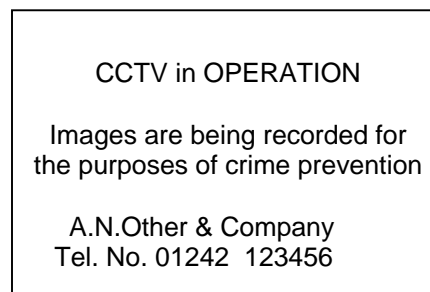 CCTV in OPERATION
Images are being recorded for
the purposes of crime prevention
A.N.Other & Company
Tel. No. 01242  123456